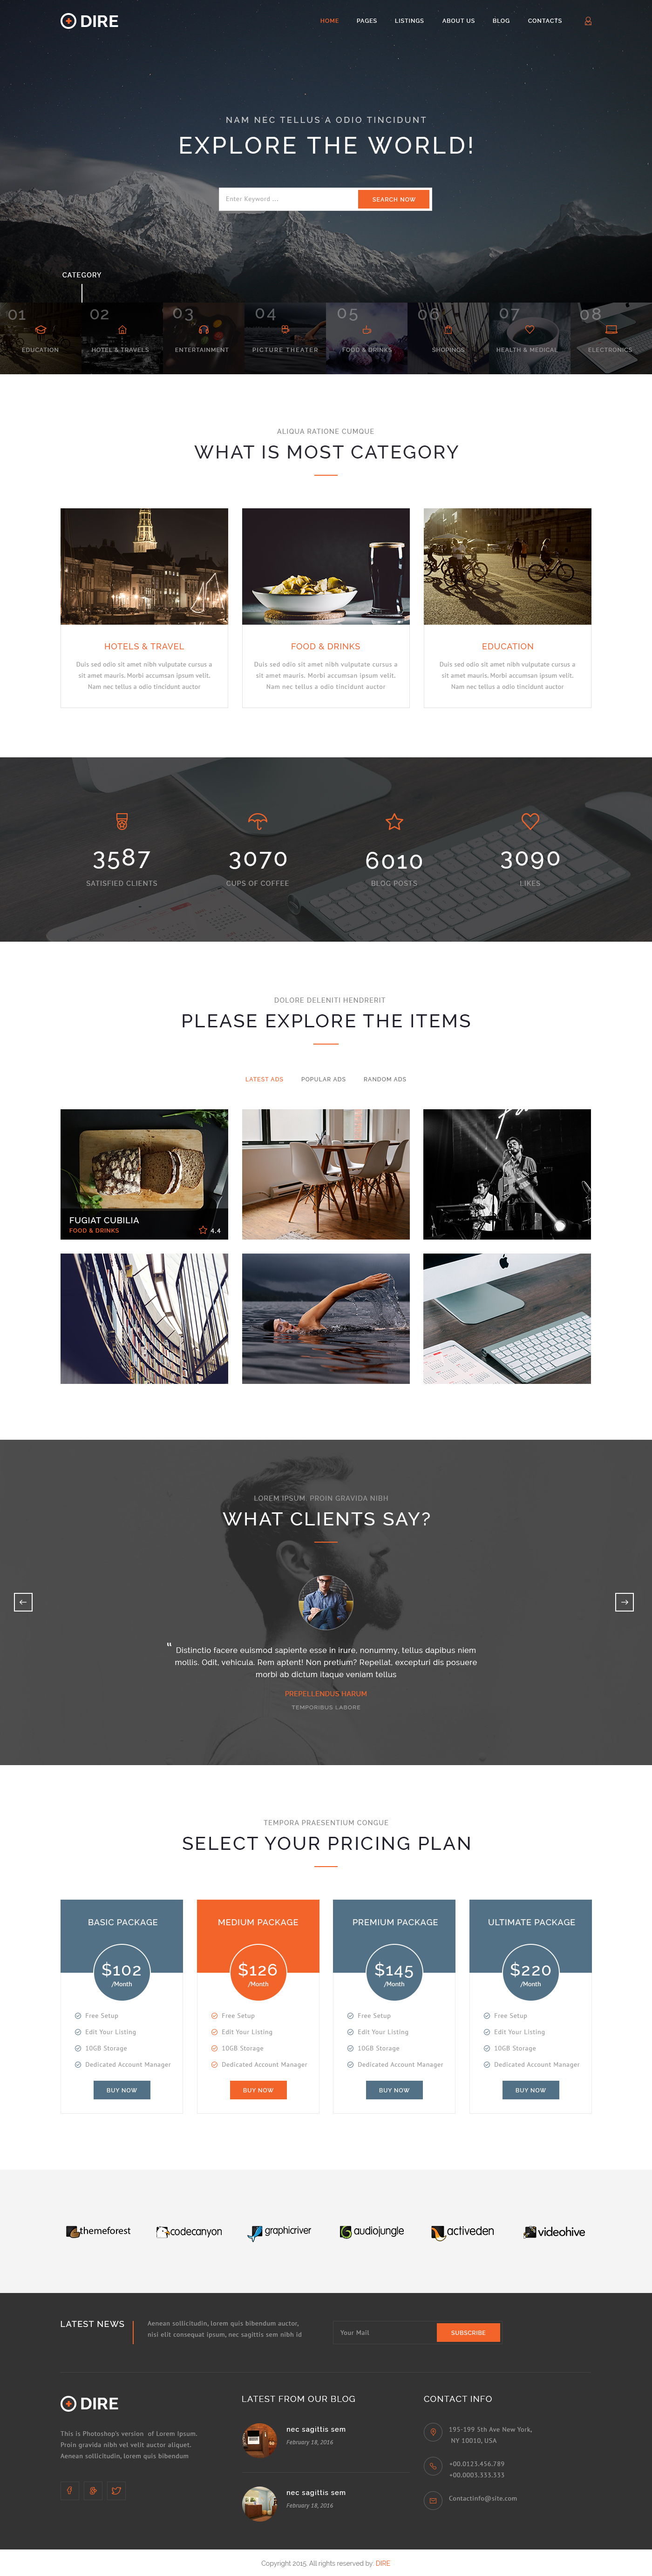 DIRE
HOME PAGES LISTINGS ABOUT US BLOG CONTACTS
NAM NEC TELLUS A ODIO TINCIDUNT
EXPLORE THE WORLD!
Enter Keyword ... SEARCH NOW
CATEGORY
01 02 03 04 05 06 07 08
EDUCATION HOTEL & TRAVELS ENTERTAINMENT PICTURE THEATER FOOD & DRINKS SHOPINGS HEALTH & MEDICAL ELECTRONICS
ALIQUA RATIONE CUMQUE
WHAT IS MOST CATEGORY
HOTELS & TRAVEL
Duis sed odio sit amet nibh vulputate cursus a
sit amet mauris. Morbi accumsan ipsum velit.
Nam nec tellus a odio tincidunt auctor
FOOD & DRINKS
Duis sed odio sit amet nibh vulputate cursus a
sit amet mauris. Morbi accumsan ipsum velit.
Nam nec tellus a odio tincidunt auctor
EDUCATION
Duis sed odio sit amet nibh vulputate cursus a
sit amet mauris. Morbi accumsan ipsum velit.
Nam nec tellus a odio tincidunt auctor
3587 3070 6010 3090
SATISFIED CLIENTS CUPS OF COFFEE BLOG POSTS LIKES
DOLORE DELENITI HENDRERIT
PLEASE EXPLORE THE ITEMS
LATEST ADS POPULAR ADS RANDOM ADS
FUGIAT CUBILIA
FOOD & DRINKS 4.4
LOREM IPSUM PROIN GRAVIDA NIBH
WHAT CLIENTS SAY?
“ Distinctio facere euismod sapiente esse in irure, nonummy, tellus dapibus niem
mollis. Odit, vehicula. Rem aptent! Non pretium? Repellat, excepturi dis posuere
morbi ab dictum itaque veniam tellus
PREPELLENDUS HARUM
TEMPORIBUS LABORE
TEMPORA PRAESENTIUM CONGUE
SELECT YOUR PRICING PLAN
BASIC PACKAGE
$102
/Month
Free Setup
Edit Your Listing
10GB Storage
Dedicated Account Manager
BUY NOW
MEDIUM PACKAGE
$126
/Month
Free Setup
Edit Your Listing
10GB Storage
Dedicated Account Manager
BUY NOW
PREMIUM PACKAGE
$145
/Month
Free Setup
Edit Your Listing
10GB Storage
Dedicated Account Manager
BUY NOW
ULTIMATE PACKAGE
$220
/Month
Free Setup
Edit Your Listing
10GB Storage
Dedicated Account Manager
BUY NOW
themeforest codecanyon graphicriver audiojungle activeden videohive
LATEST NEWS
Aenean sollicitudin, lorem quis bibendum auctor,
nisi elit consequat ipsum, nec sagittis sem nibh id
Your Mail SUBSCRIBE
DIRE
This is Photoshop's version of Lorem Ipsum.
Proin gravida nibh vel velit auctor aliquet.
Aenean sollicitudin, lorem quis bibendum
LATEST FROM OUR BLOG
nec sagittis sem
February 18, 2016
nec sagittis sem
February 18, 2016
CONTACT INFO
195-199 5th Ave New York,
NY 10010, USA
+00.0123.456.789
+00.0003.333.333
ContactInfo@site.com
Copyright 2015. All rights reserved by: DIRE